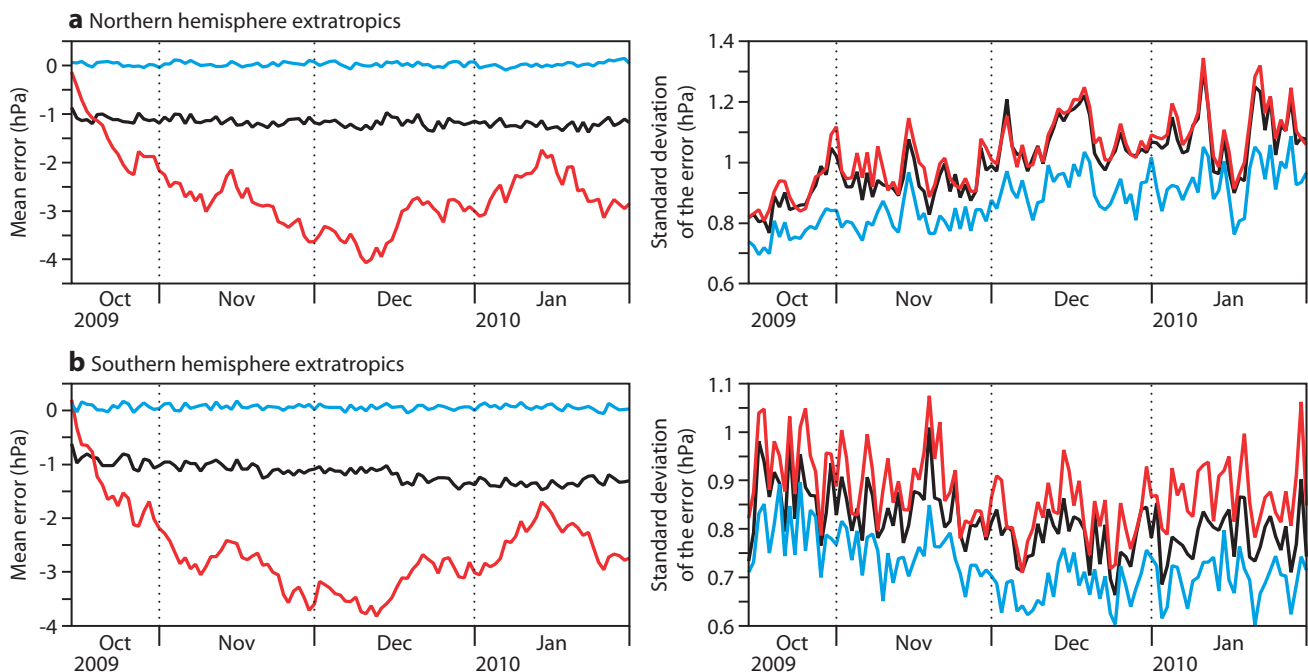 a Northern hemisphere extratropics
Mean error (hPa)
0
-1
-2
-3
-4
Oct Nov Dec Jan
2009 2010
Standard deviation
of the error (hPa)
1.4
1.2
1
0.8
0.6
Oct Nov Dec Jan
2009 2010
b Southern hemisphere extratropics
Mean error (hPa)
0
-1
-2
-3
-4
Oct Nov Dec Jan
2009 2010
Standard deviation
of the error (hPa)
1.1
1
0.9
0.8
0.7
0.6
Oct Nov Dec Jan
2009 2010